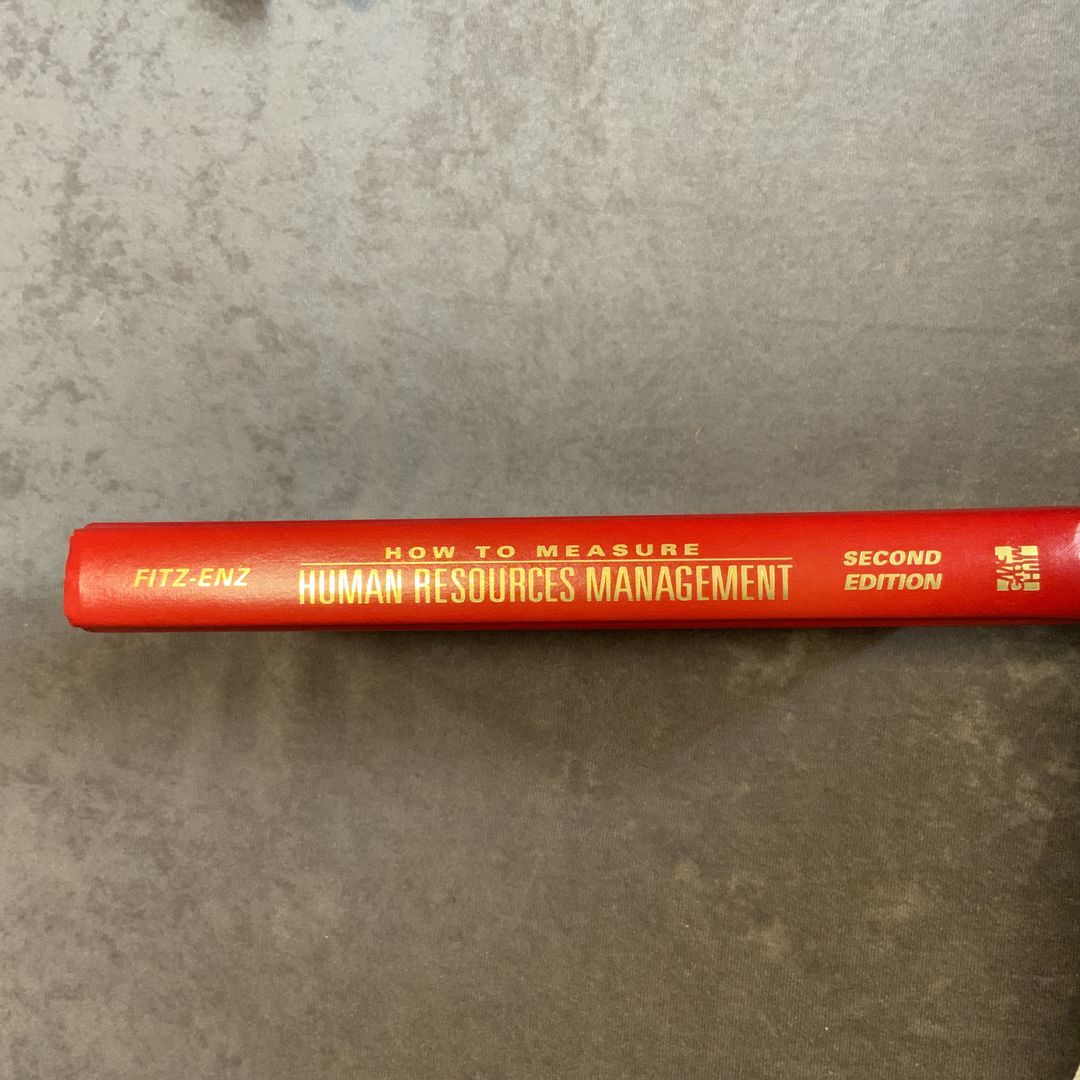 FITZ-ENZ
HOW TO MEASURE
HUMAN RESOURCES MANAGEMENT
SECOND
EDITION